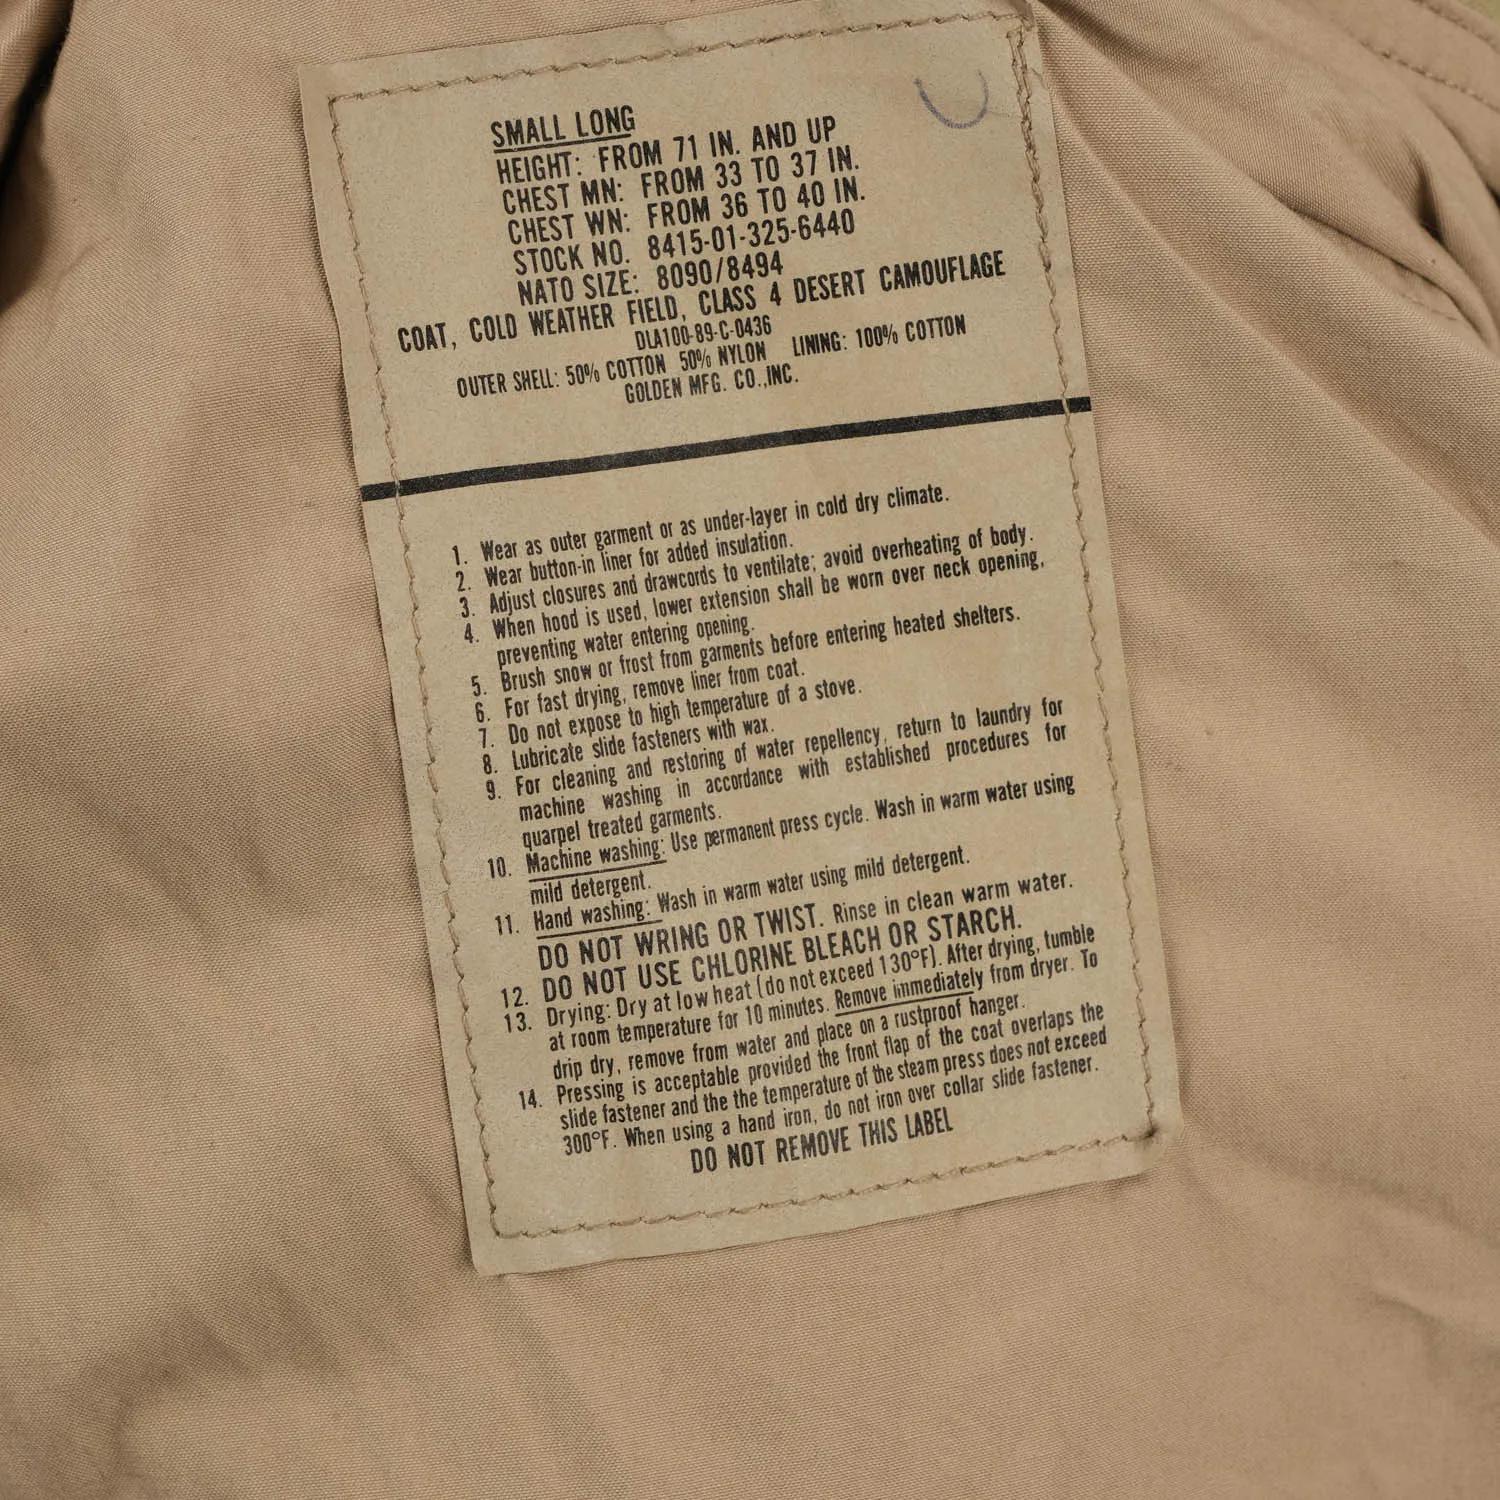 SMALL LONG
HEIGHT: FROM 71 IN. AND UP
CHEST MN: FROM 33 TO 37 IN.
CHEST WN: FROM 36 TO 40 IN.
STOCK NO. 8415-01-325-6440
NATO SIZE: 8090/8494
COAT, COLD WEATHER FIELD, CLASS 4 DESERT CAMOUFLAGE
DLA100-89-C-0436
OUTER SHELL: 50% COTTON 50% NYLON LINING: 100% COTTON
GOLDEN MFG. CO.,INC.
1. Wear as outer garment or as under-layer in cold dry climate.
2. Wear button-in liner for added insulation.
3. Adjust closures and drawcords to ventilate; avoid overheating of body.
4. When hood is used, lower extension shall be worn over neck opening,
preventing water entering opening.
5. Brush snow or frost from garments before entering heated shelters.
6. For fast drying, remove liner from coat.
7. Do not expose to high temperature of a stove.
8. Lubricate slide fasteners with wax.
9. For cleaning and restoring of water repellency, return to laundry for
machine washing in accordance with established procedures for
quarpel treated garments.
10. Machine washing: Use permanent press cycle. Wash in warm water using
mild detergent.
11. Hand washing: Wash in warm water using mild detergent.
DO NOT WRING OR TWIST. Rinse in clean warm water.
12. DO NOT USE CHLORINE BLEACH OR STARCH.
13. Drying: Dry at low heat (do not exceed 130°F). After drying, tumble
at room temperature for 10 minutes. Remove immediately from dryer. To
drip dry, remove from water and place on a rustproof hanger.
14. Pressing is acceptable provided the front flap of the coat overlaps the
slide fastener and the the temperature of the steam press does not exceed
300°F. When using a hand iron, do not iron over collar slide fastener.
DO NOT REMOVE THIS LABEL